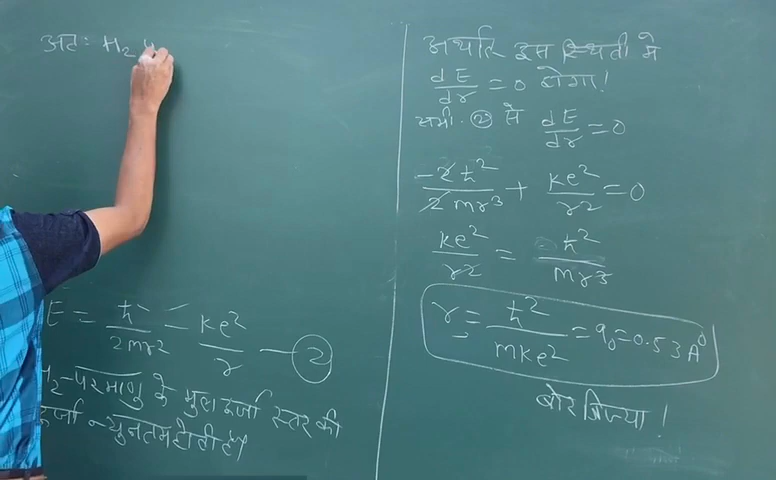 अतः H₂
E = ħ²/2mr² − ke²/r — ②
H₂-परमाणु के मुल ऊर्जा स्तर की
ऊर्जा न्युनतम होती है।
अर्थात इस स्थिती मे
dE/dr = 0 होगा!
समी. ② से dE/dr = 0
−2ħ²/2mr³ + ke²/r² = 0
ke²/r² = ħ²/mr³
r = ħ²/mke² = a₀ = 0.53 A⁰
बोर त्रिज्या!